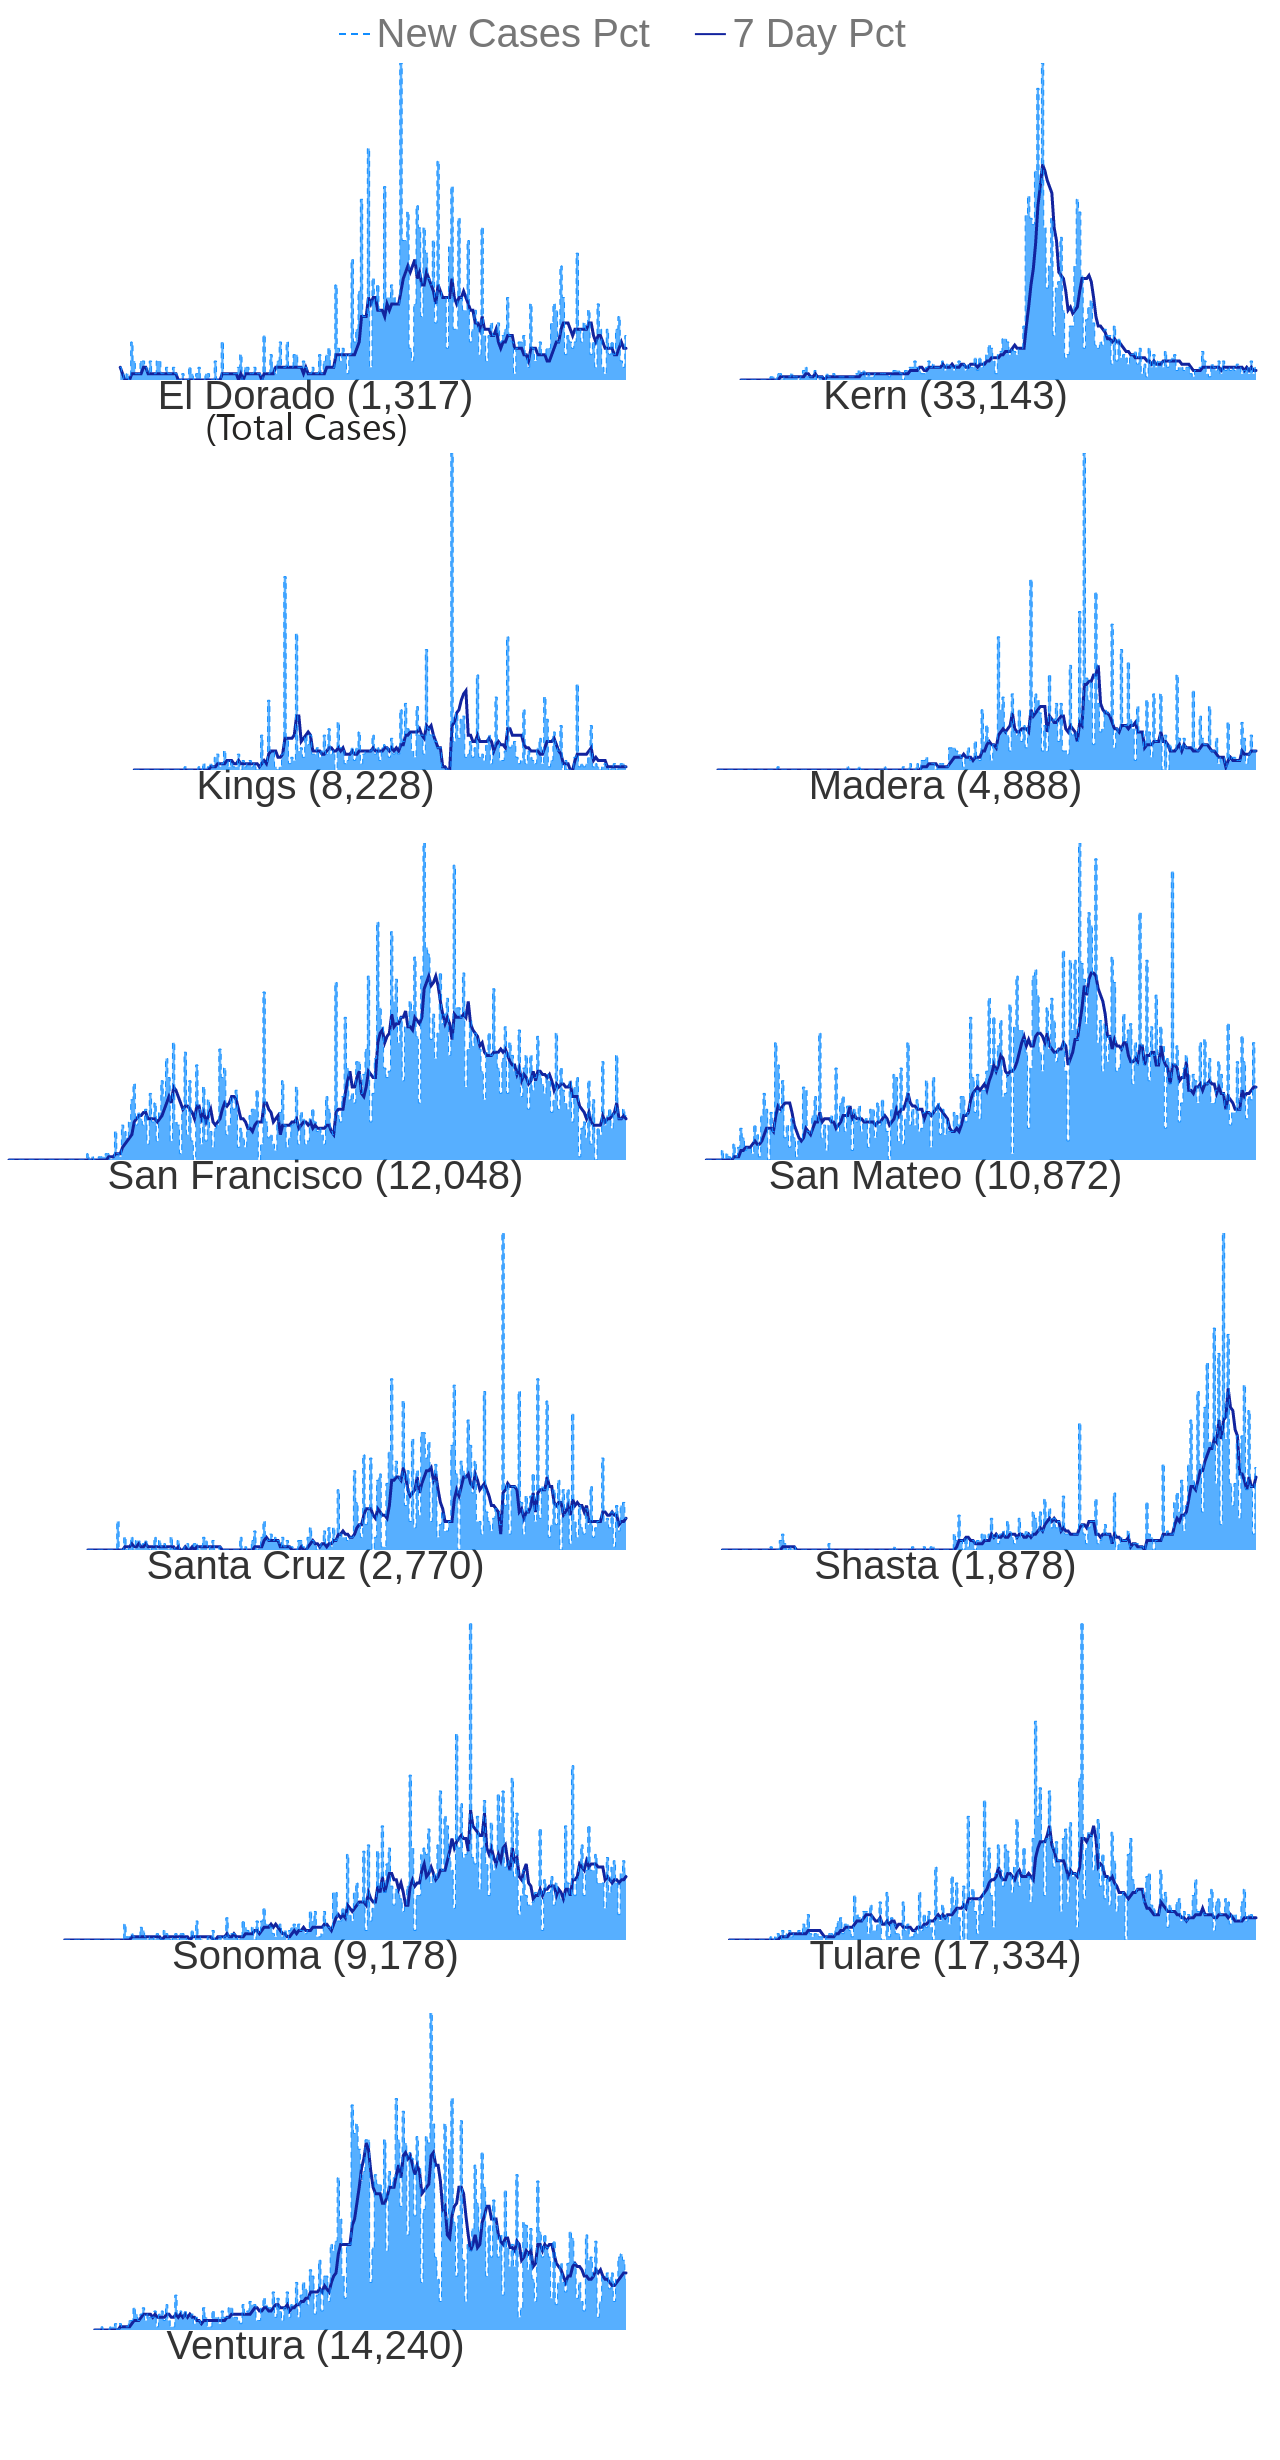 New Cases Pct 7 Day Pct
El Dorado (1,317) Kern (33,143)
(Total Cases)
Kings (8,228) Madera (4,888)
San Francisco (12,048) San Mateo (10,872)
Santa Cruz (2,770) Shasta (1,878)
Sonoma (9,178) Tulare (17,334)
Ventura (14,240)